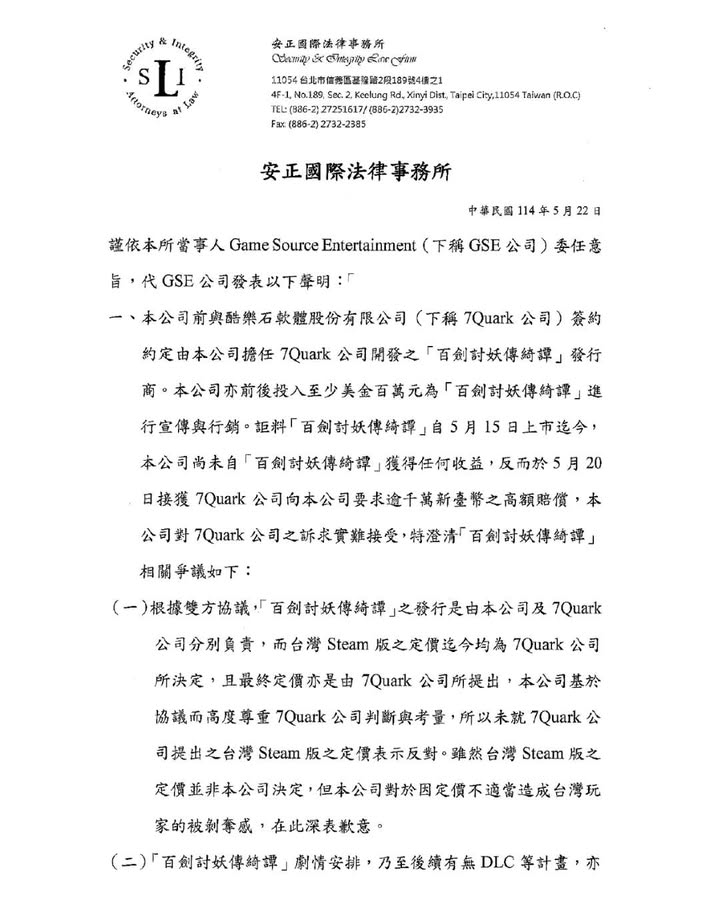 Security & Integrity
SLI
Attorneys at Law
安正國際法律事務所
Security & Integrity Law Firm
11054 台北市信義區基隆路2段189號4樓之1
4F-1, No.189, Sec. 2, Keelung Rd., Xinyi Dist., Taipei City,11054 Taiwan (R.O.C)
TEL: (886-2) 27251617/ (886-2)2732-3935
Fax: (886-2) 2732-2385
安正國際法律事務所
中華民國 114 年 5 月 22 日
謹依本所當事人 Game Source Entertainment（下稱 GSE 公司）委任意
旨，代 GSE 公司發表以下聲明：「
一、本公司前與酷樂石軟體股份有限公司（下稱 7Quark 公司）簽約
約定由本公司擔任 7Quark 公司開發之「百劍討妖傳綺譚」發行
商。本公司亦前後投入至少美金百萬元為「百劍討妖傳綺譚」進
行宣傳與行銷。詎料「百劍討妖傳綺譚」自 5 月 15 日上市迄今，
本公司尚未自「百劍討妖傳綺譚」獲得任何收益，反而於 5 月 20
日接獲 7Quark 公司向本公司要求逾千萬新臺幣之高額賠償，本
公司對 7Quark 公司之訴求實難接受，特澄清「百劍討妖傳綺譚」
相關爭議如下：
（一）根據雙方協議，「百劍討妖傳綺譚」之發行是由本公司及 7Quark
公司分別負責，而台灣 Steam 版之定價迄今均為 7Quark 公司
所決定，且最終定價亦是由 7Quark 公司所提出，本公司基於
協議而高度尊重 7Quark 公司判斷與考量，所以未就 7Quark 公
司提出之台灣 Steam 版之定價表示反對。雖然台灣 Steam 版之
定價並非本公司決定，但本公司對於因定價不適當造成台灣玩
家的被剝奪感，在此深表歉意。
（二）「百劍討妖傳綺譚」劇情安排，乃至後續有無 DLC 等計畫，亦